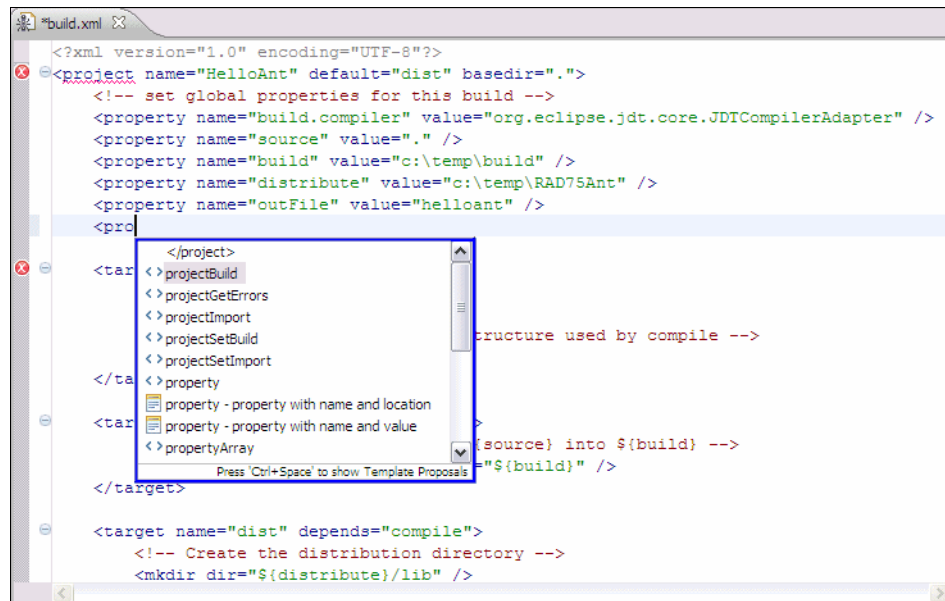 *build.xml
<?xml version="1.0" encoding="UTF-8"?>
<project name="HelloAnt" default="dist" basedir=".">
<!-- set global properties for this build -->
<property name="build.compiler" value="org.eclipse.jdt.core.JDTCompilerAdapter" />
<property name="source" value="." />
<property name="build" value="c:\temp\build" />
<property name="distribute" value="c:\temp\RAD75Ant" />
<property name="outFile" value="helloant" />
<pro
</project>
<tar
projectBuild
projectGetErrors
projectImport
projectSetBuild
tructure used by compile -->
projectSetImport
</ta
property
property - property with name and location
<tar
property - property with name and value
>
propertyArray
{source} into ${build} -->
Press 'Ctrl+Space' to show Template Proposals
="${build}" />
</target>
<target name="dist" depends="compile">
<!-- Create the distribution directory -->
<mkdir dir="${distribute}/lib" />